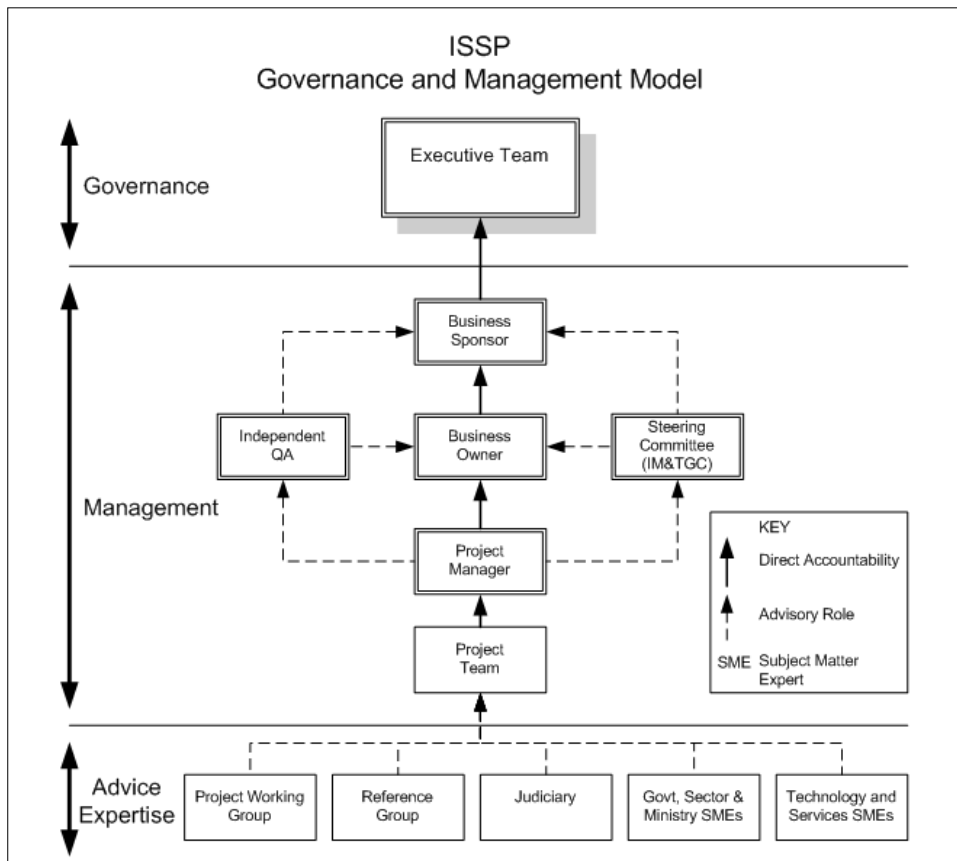 ISSP
Governance and Management Model
Executive Team
Governance
Business
Sponsor
Independent
QA
Business
Owner
Steering
Committee
(IM&TGC)
Management
Project
Manager
Project
Team
KEY
Direct Accountability
Advisory Role
SME Subject Matter
Expert
Advice
Expertise
Project Working
Group
Reference
Group
Judiciary
Govt, Sector &
Ministry SMEs
Technology and
Services SMEs